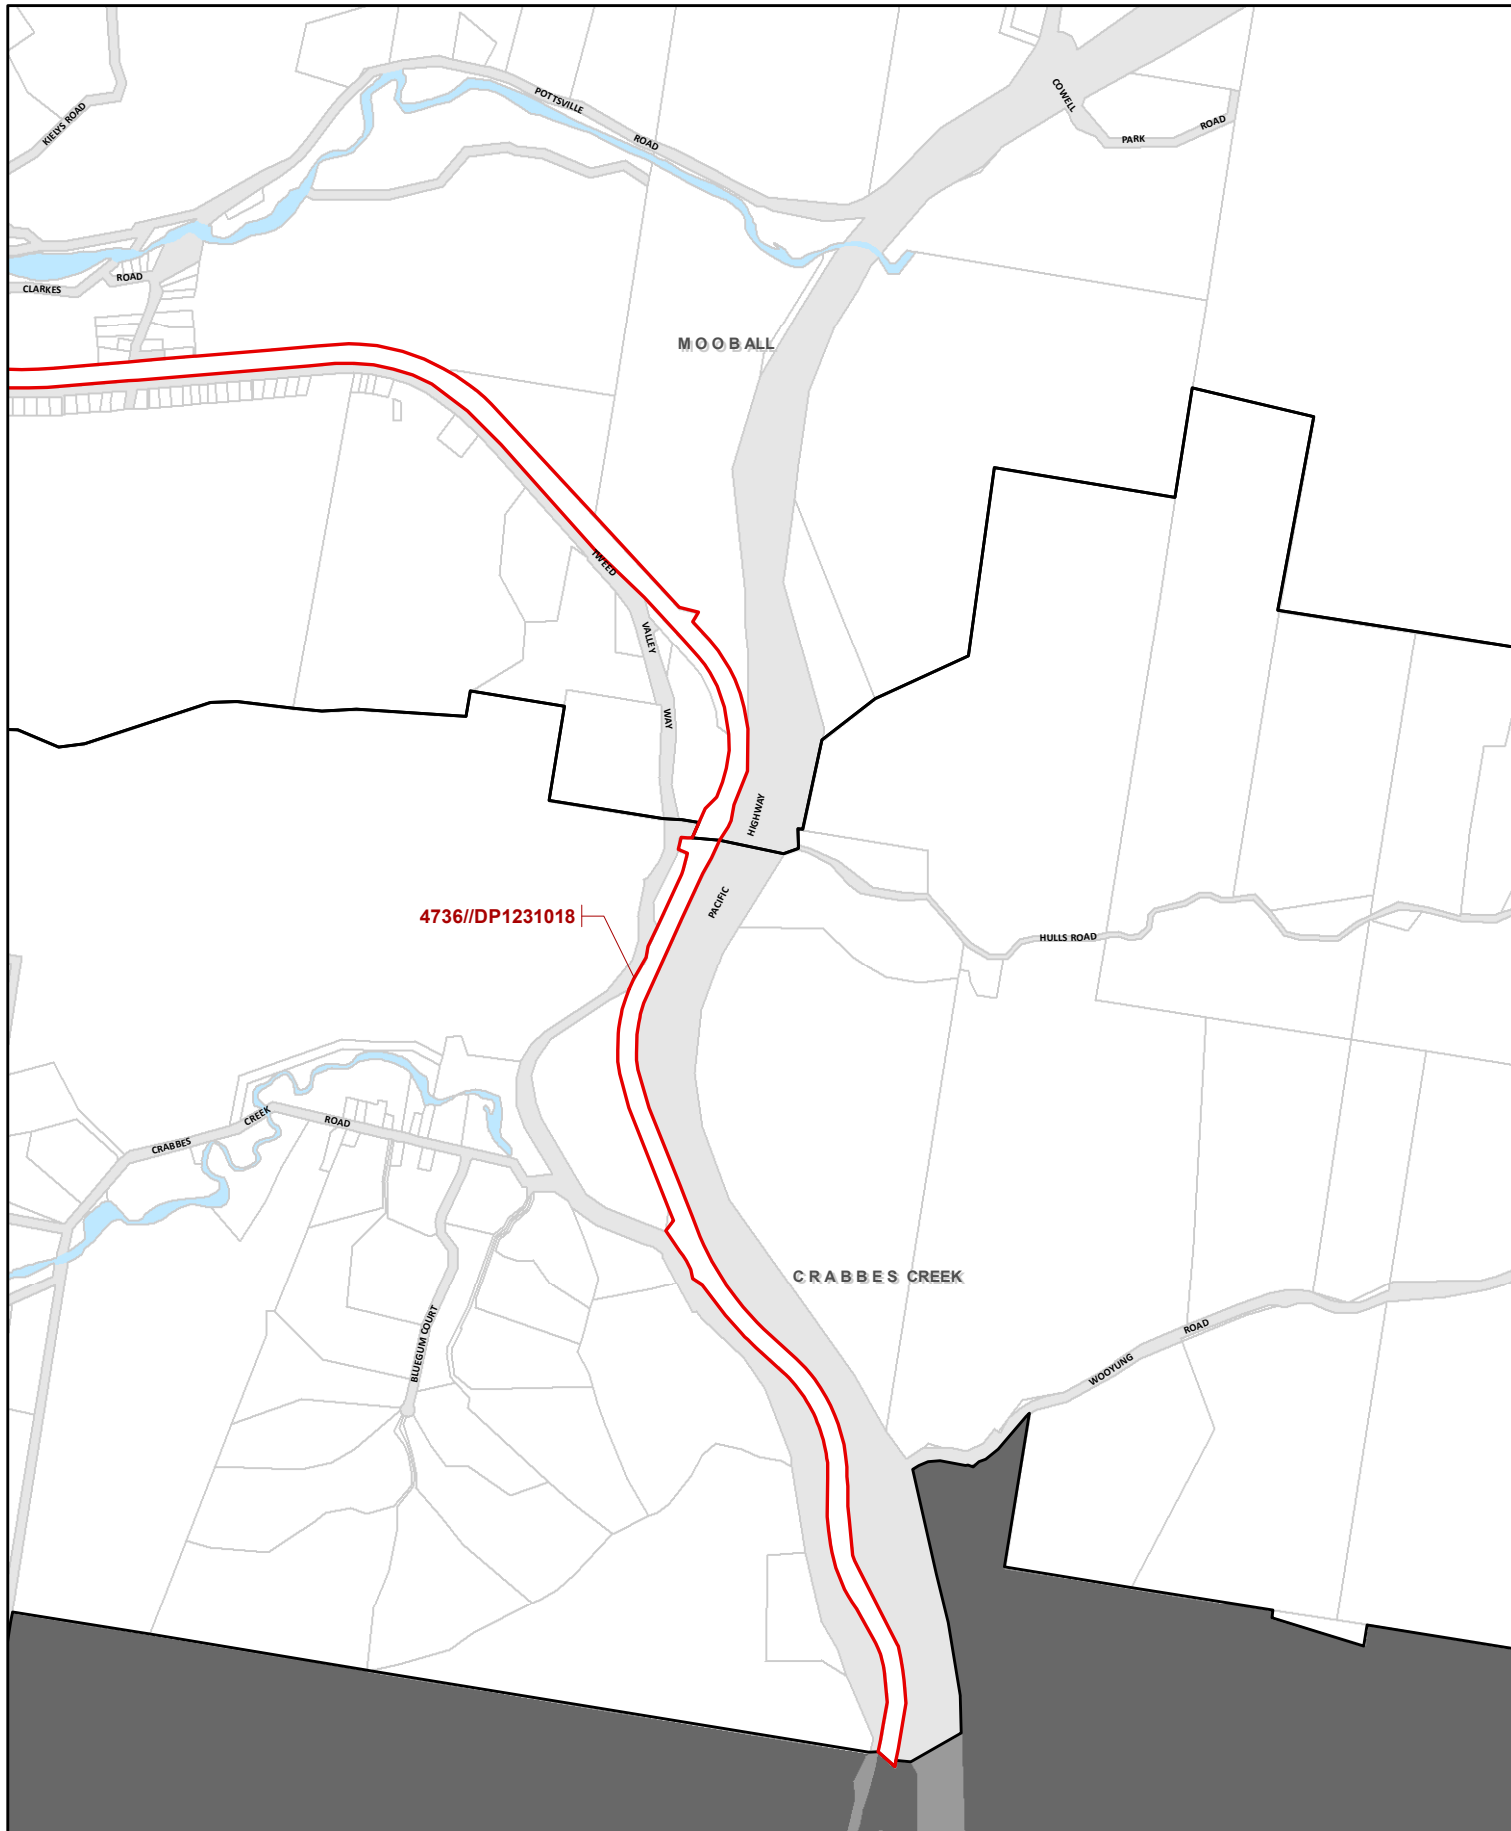 COWELL
PARK
ROAD
POTTSVILLE
ROAD
KIELYS ROAD
ROAD
CLARKES
MOOBALL
TWEED
VALLEY
WAY
HIGHWAY
PACIFIC
4736//DP1231018
HULLS ROAD
CRABBES
CREEK
ROAD
CRABBES CREEK
BLUEGUM COURT
WOOYUNG
ROAD